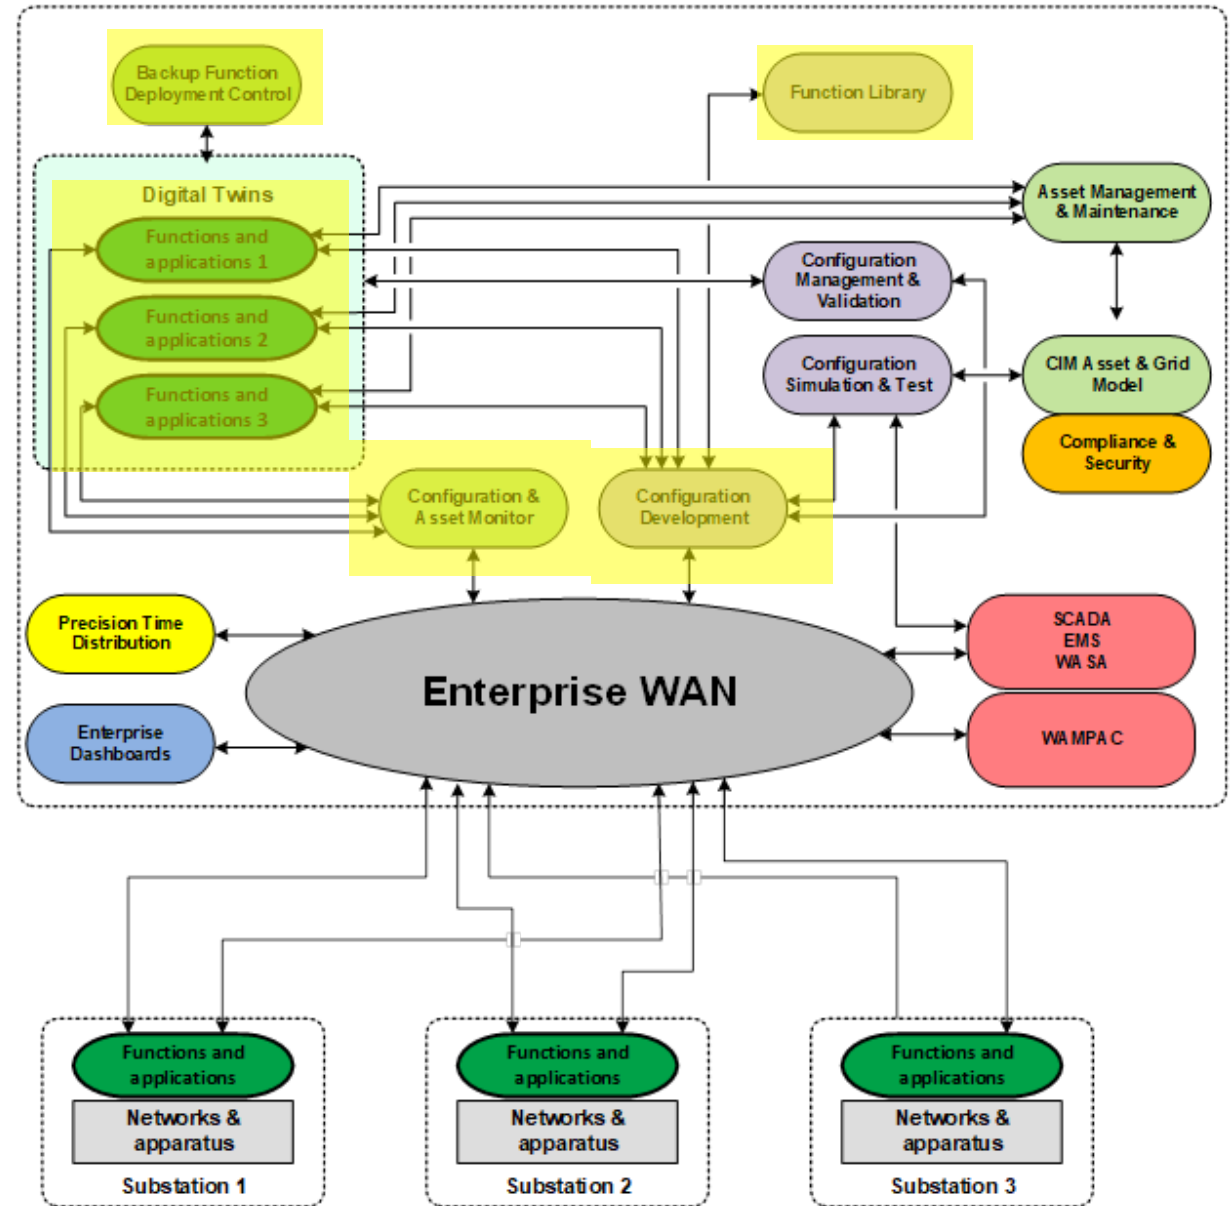 Backup Function
Deployment Control
Function Library
Digital Twins
Functions and
applications 1
Functions and
applications 2
Functions and
applications 3
Asset Management
& Maintenance
Configuration
Management &
Validation
Configuration
Simulation & Test
CIM Asset & Grid
Model
Compliance &
Security
Configuration &
Asset Monitor
Configuration
Development
Precision Time
Distribution
Enterprise
Dashboards
Enterprise WAN
SCADA
EMS
WASA
WAMPAC
Functions and
applications
Networks &
apparatus
Substation 1
Functions and
applications
Networks &
apparatus
Substation 2
Functions and
applications
Networks &
apparatus
Substation 3